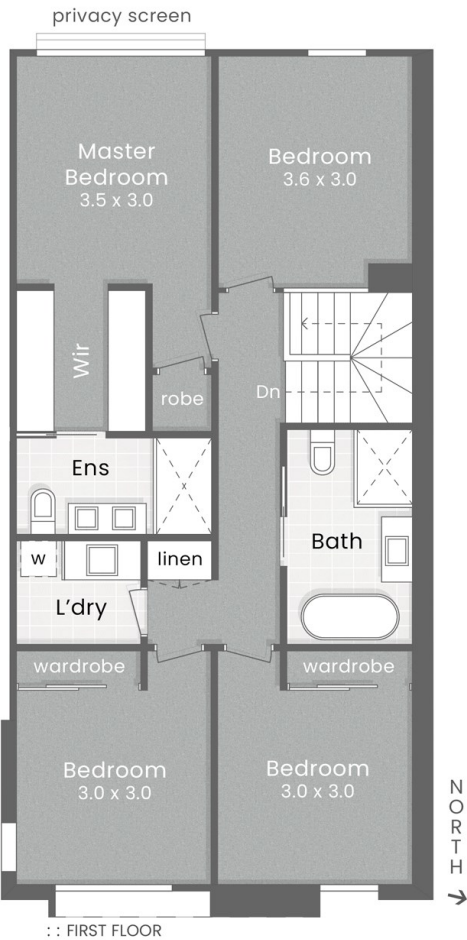 privacy screen
Master
Bedroom
3.5 x 3.0
Bedroom
3.6 x 3.0
Wir
robe
Dn
Ens
Bath
w
linen
L'dry
wardrobe
wardrobe
Bedroom
3.0 x 3.0
Bedroom
3.0 x 3.0
NORTH
: : FIRST FLOOR